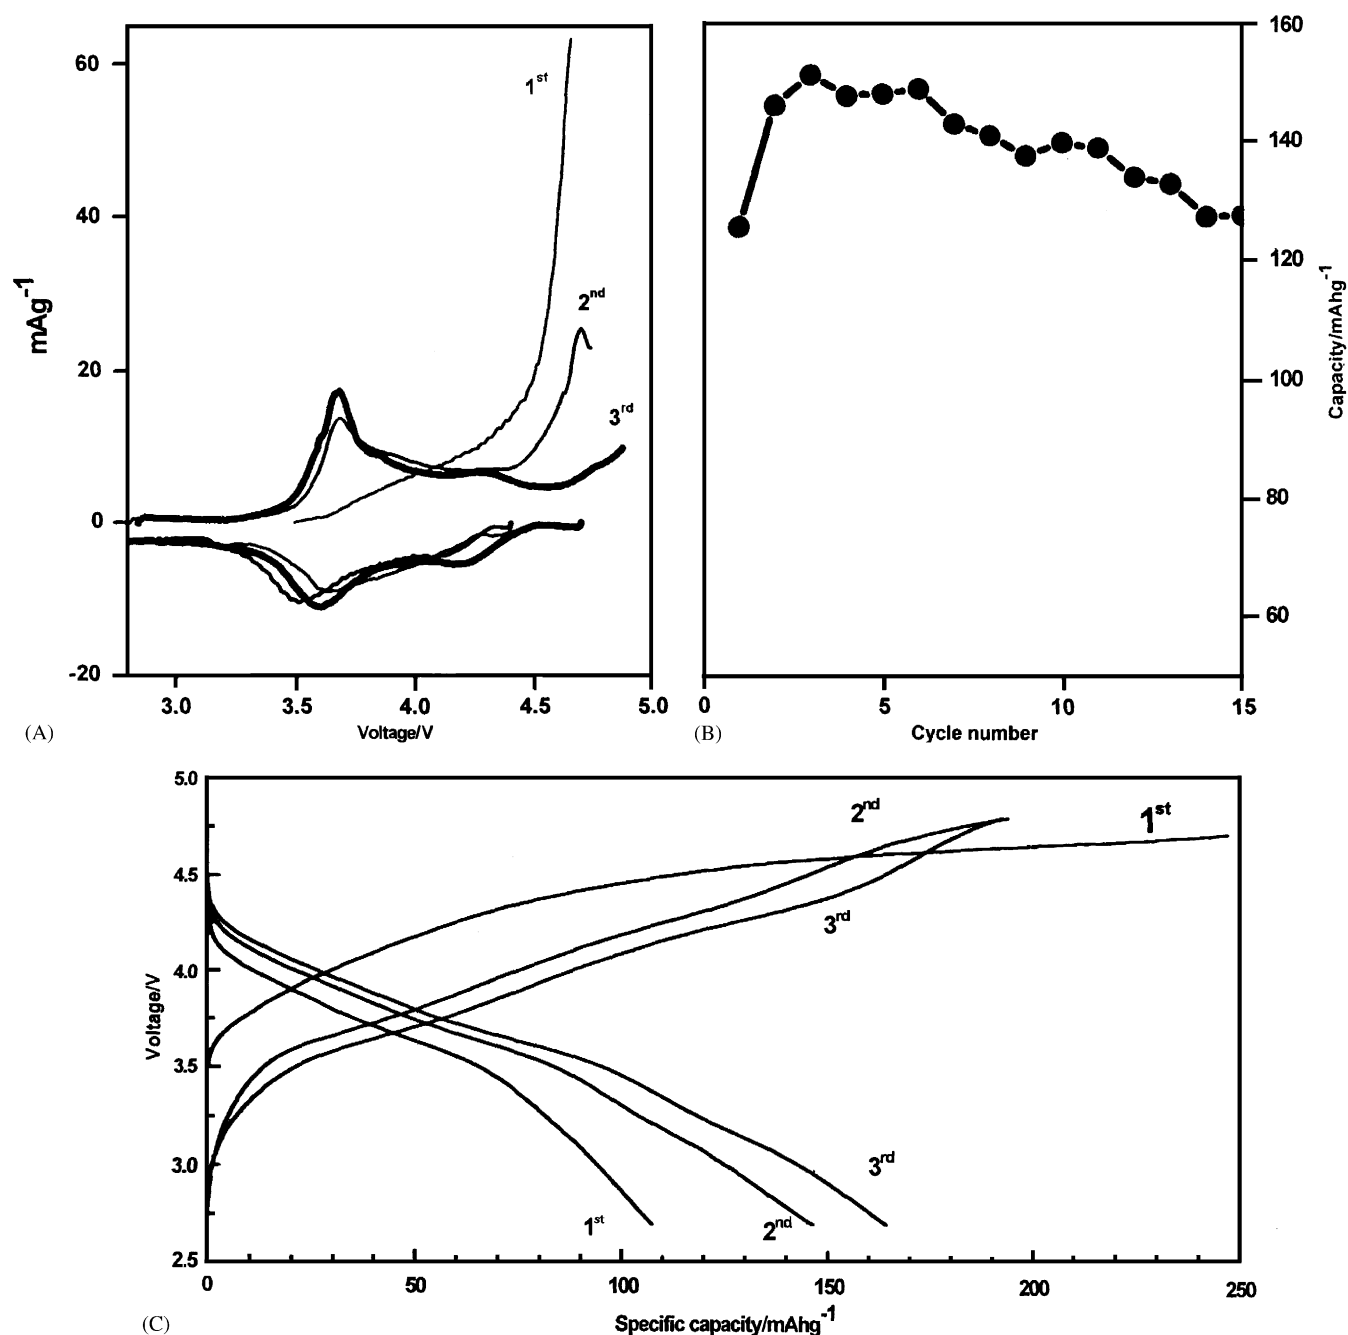 60
40
20
0
-20
mAg⁻¹
1st
2nd
3rd
3.0 3.5 4.0 4.5 5.0
Voltage/V
(A)
160
140
120
100
80
60
Capacity/mAhg⁻¹
0 5 10 15
Cycle number
(B)
5.0
4.5
4.0
3.5
3.0
2.5
Voltage/V
2nd
1st
3rd
3rd
1st
2nd
0 50 100 150 200 250
Specific capacity/mAhg⁻¹
(C)